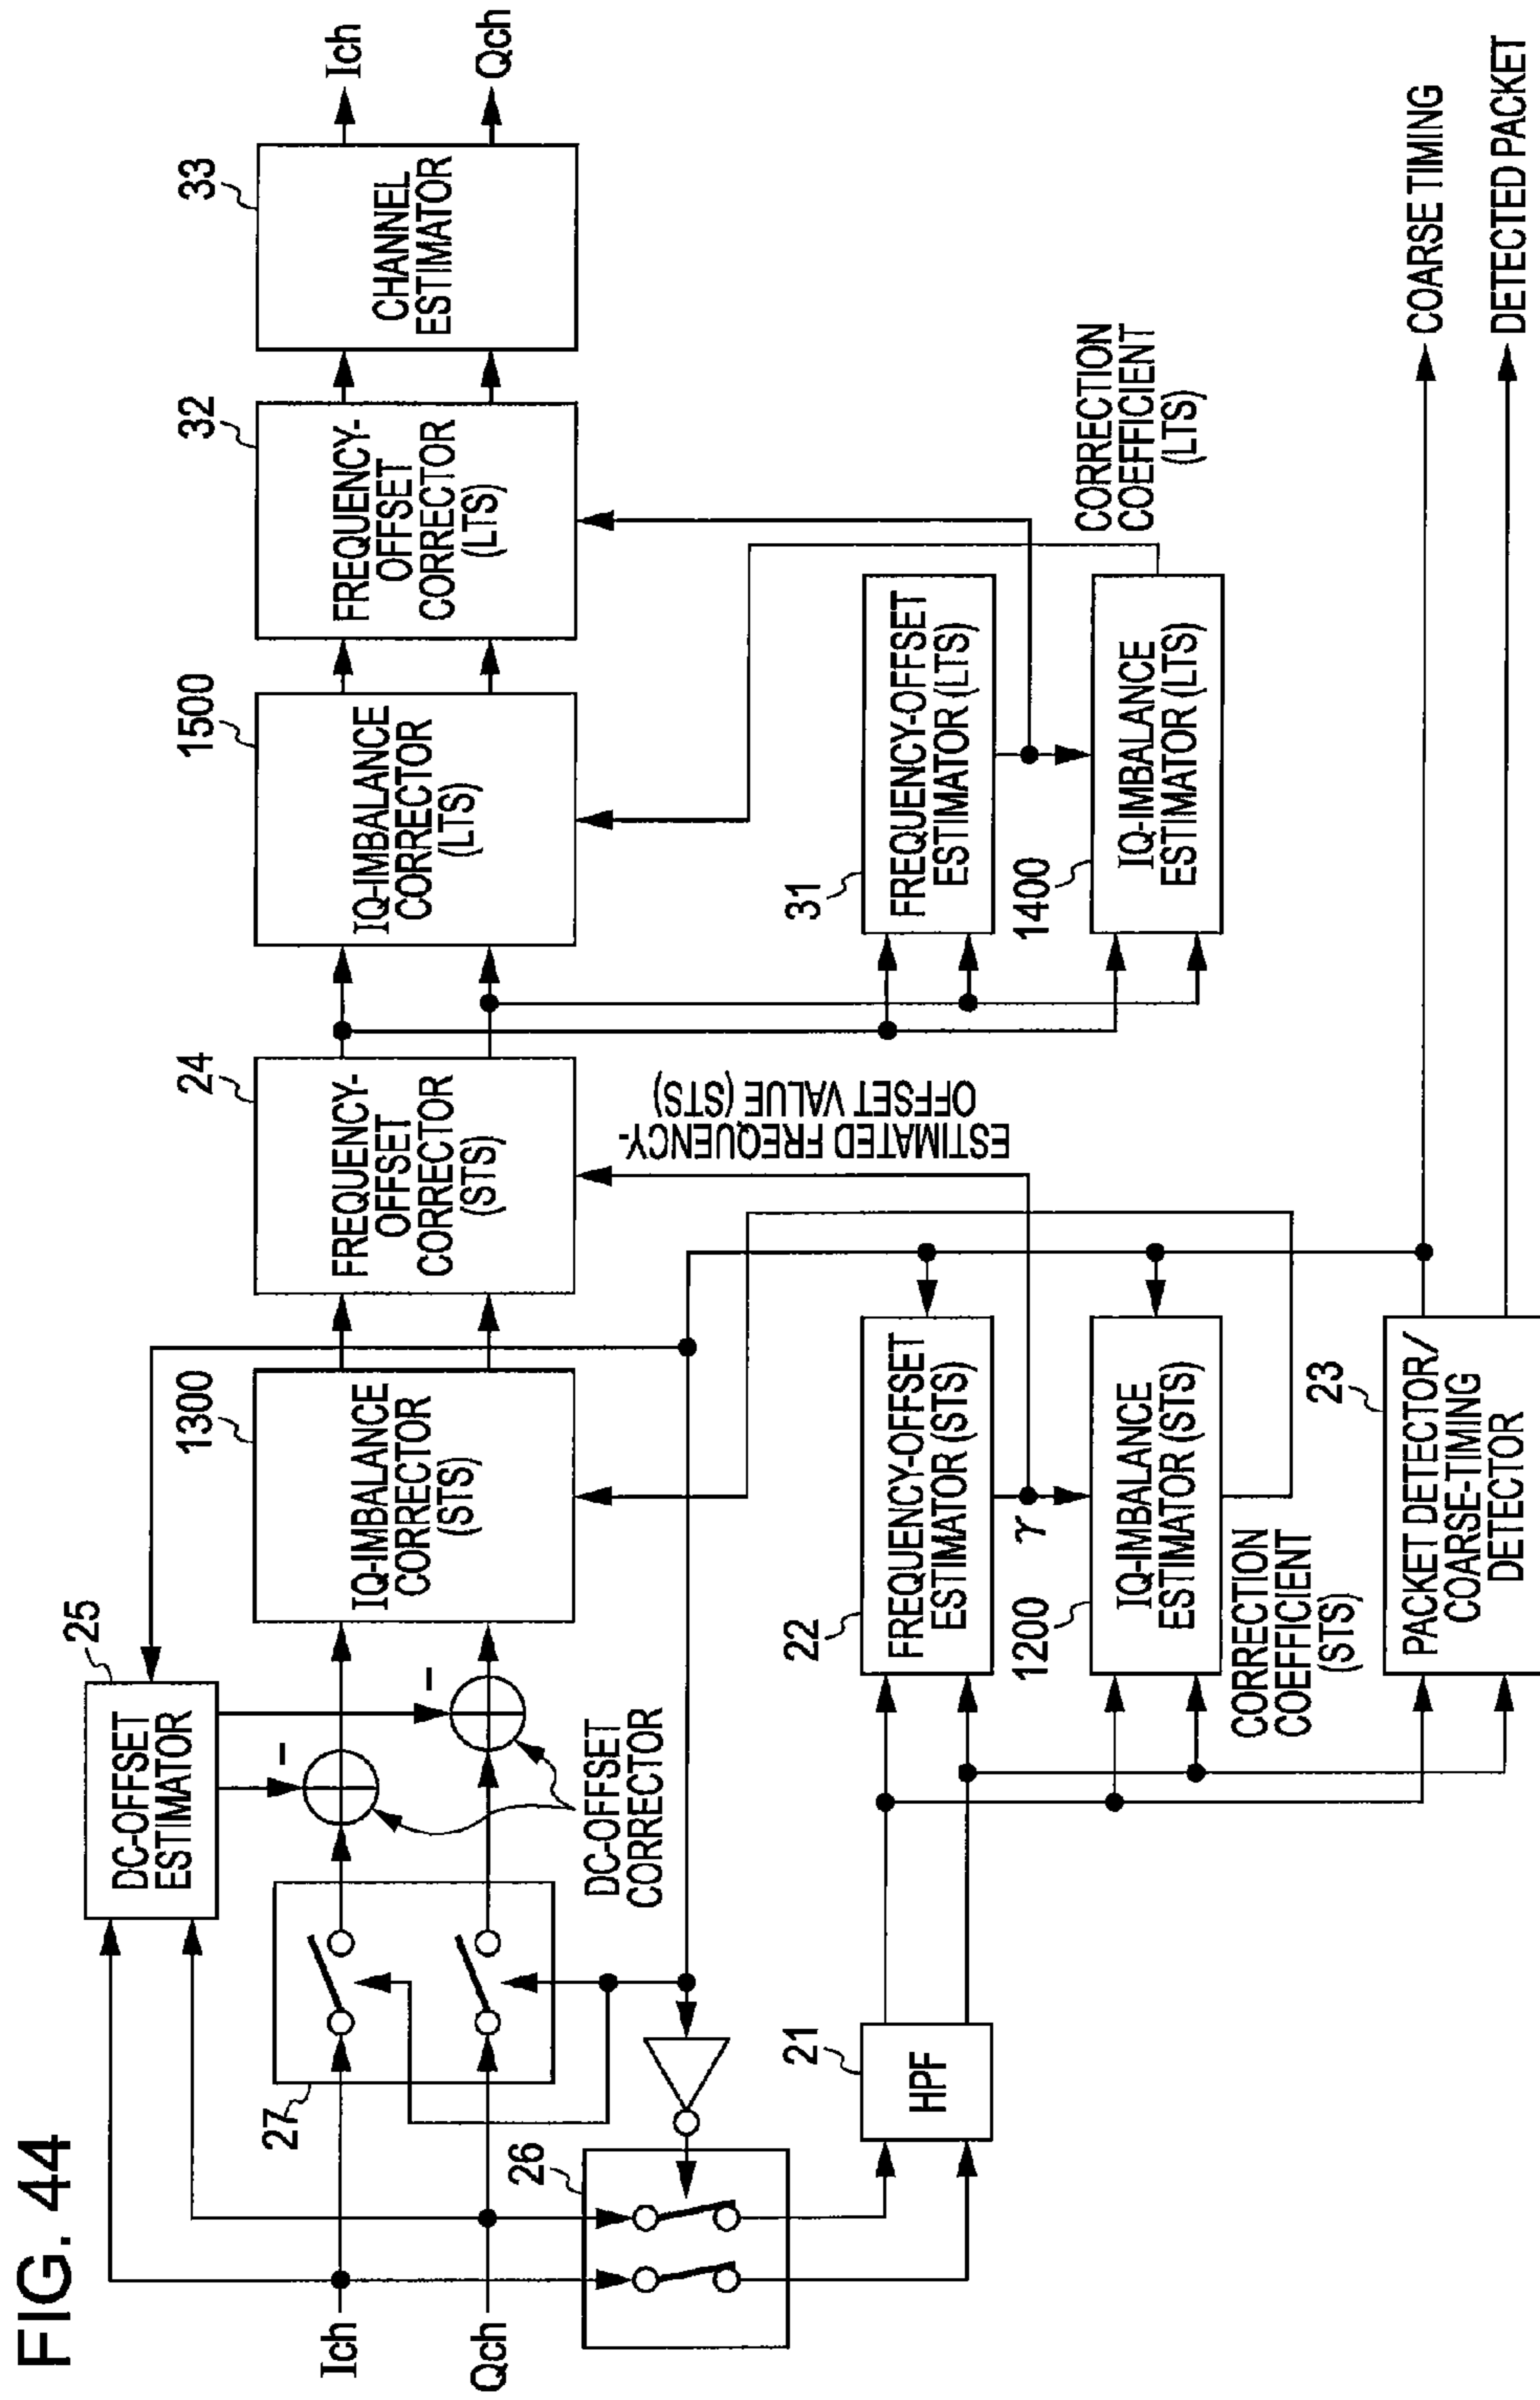 FIG. 44
Ich
Qch
27
26
25
DC-OFFSET
ESTIMATOR
−
−
DC-OFFSET
CORRECTOR
1300
IQ-IMBALANCE
CORRECTOR
(STS)
24
FREQUENCY-
OFFSET
CORRECTOR
(STS)
1500
IQ-IMBALANCE
CORRECTOR
(LTS)
32
FREQUENCY-
OFFSET
CORRECTOR
(LTS)
33
CHANNEL
ESTIMATOR
Ich
Qch
21
HPF
22
FREQUENCY-OFFSET
ESTIMATOR (STS)
γ
ESTIMATED FREQUENCY-
OFFSET VALUE (STS)
1200
IQ-IMBALANCE
ESTIMATOR (STS)
CORRECTION
COEFFICIENT
(STS)
31
FREQUENCY-OFFSET
ESTIMATOR (LTS)
1400
IQ-IMBALANCE
ESTIMATOR (LTS)
CORRECTION
COEFFICIENT
(LTS)
23
PACKET DETECTOR/
COARSE-TIMING
DETECTOR
COARSE TIMING
DETECTED PACKET